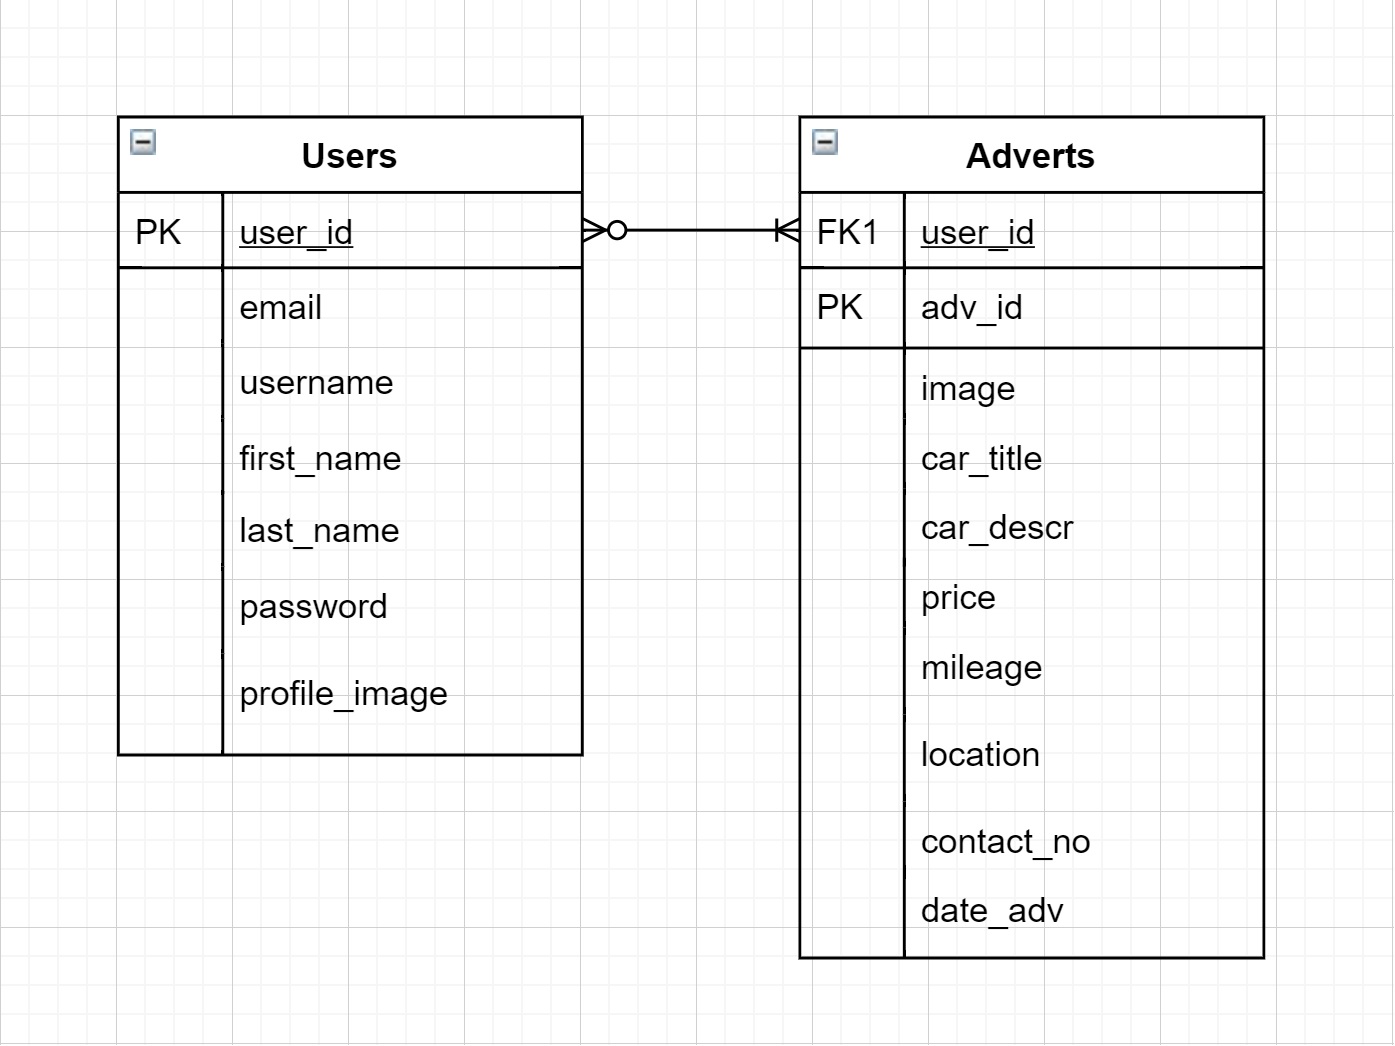 Users
PK user_id
email
username
first_name
last_name
password
profile_image
Adverts
FK1 user_id
PK adv_id
image
car_title
car_descr
price
mileage
location
contact_no
date_adv